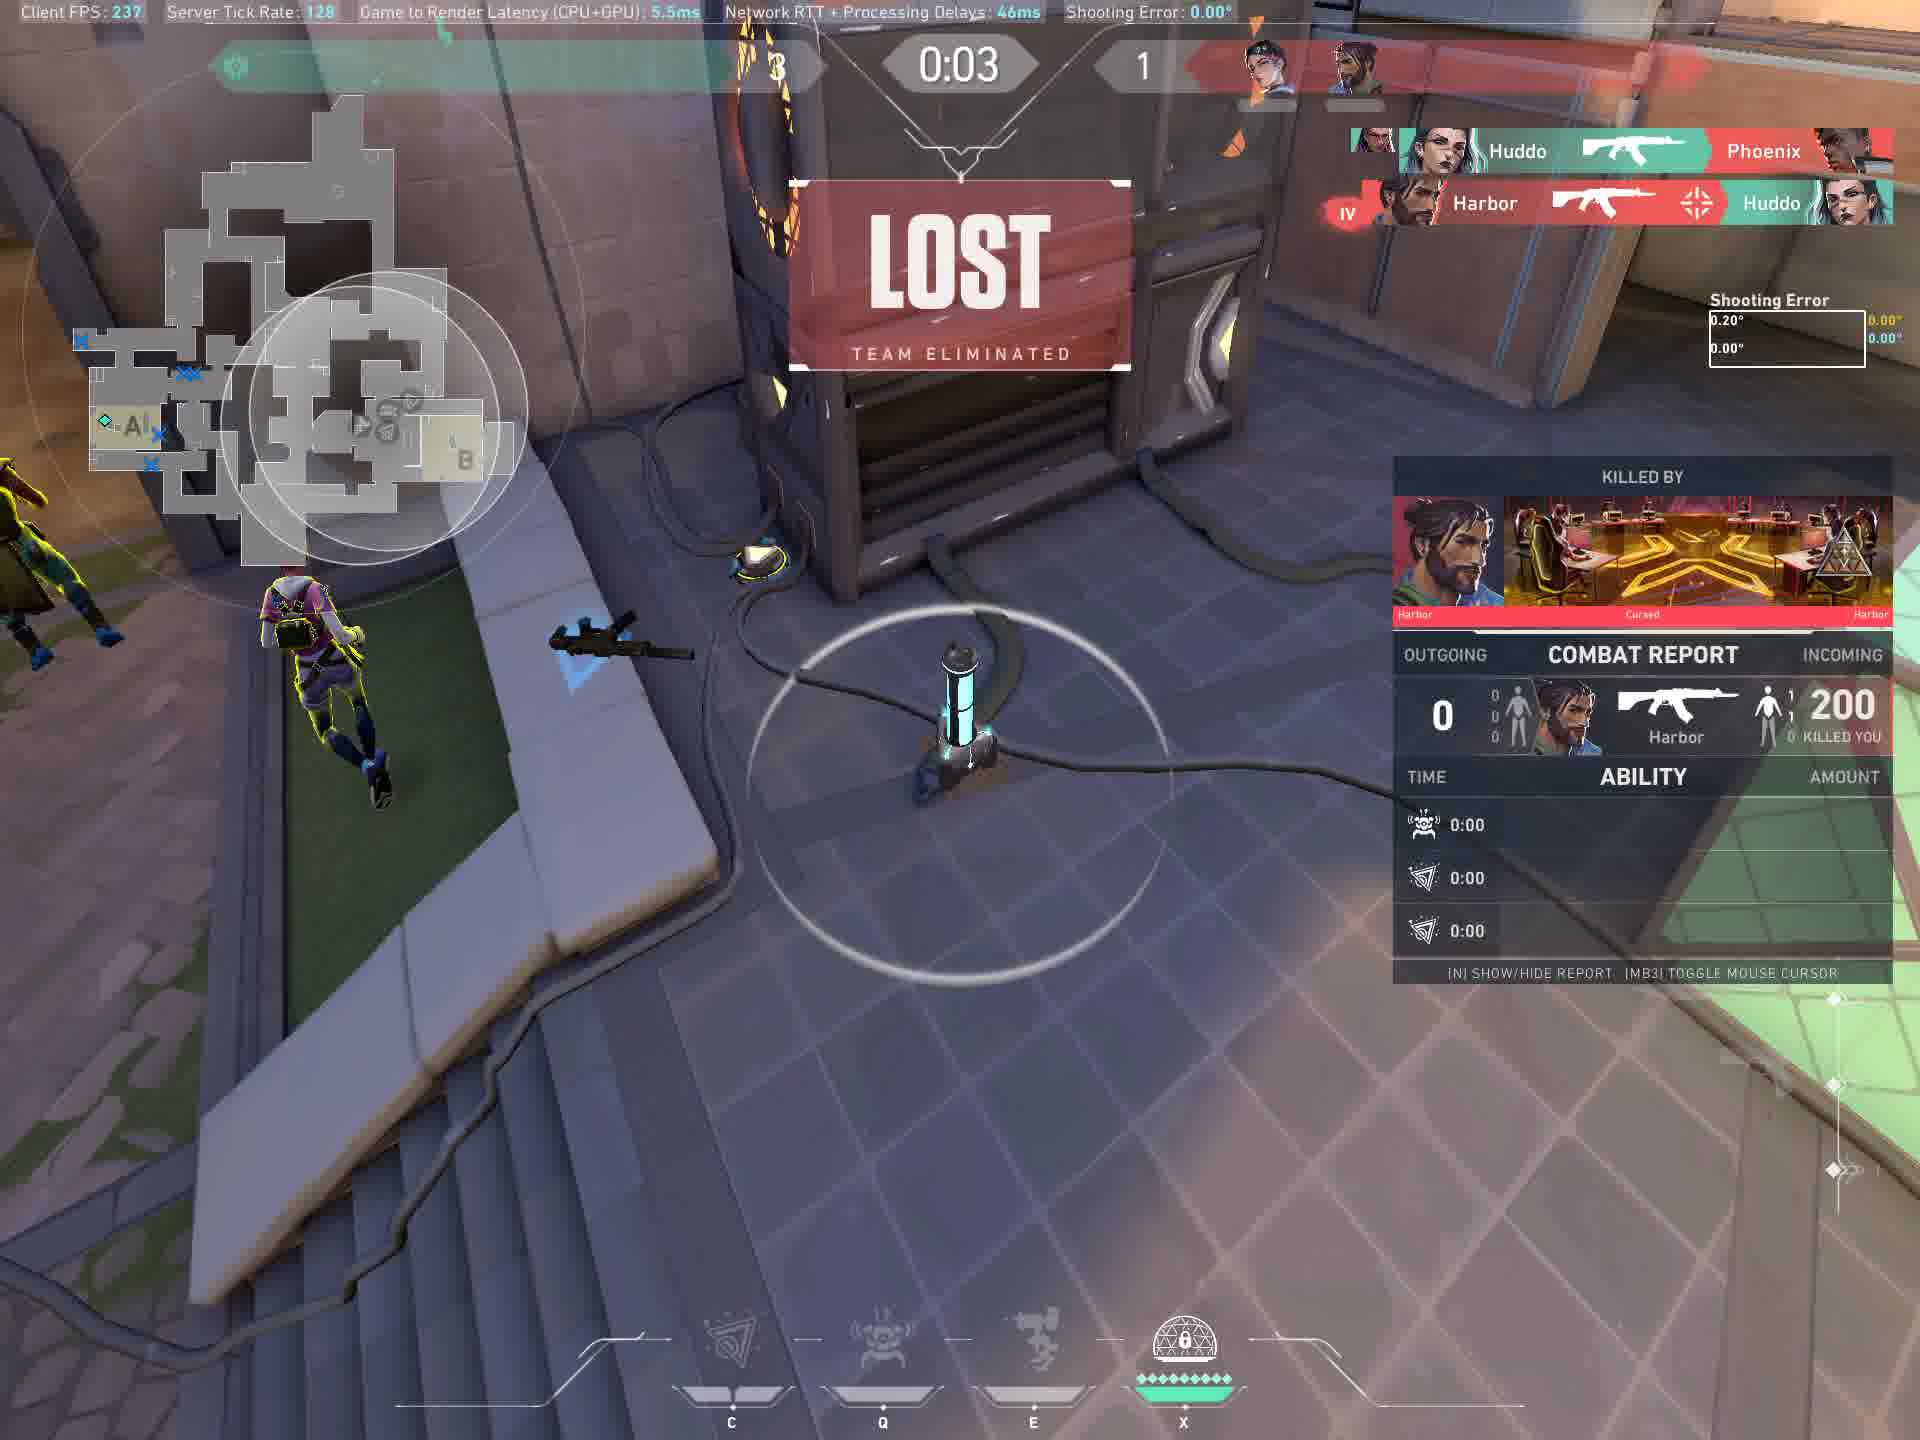 Client FPS: 237 Server Tick Rate: 128 Game to Render Latency (CPU+GPU): 5.5ms Network RTT + Processing Delays: 46ms Shooting Error: 0.00°
3 0:03 1
Huddo Phoenix
IV Harbor Huddo
LOST
TEAM ELIMINATED
Shooting Error
0.20° 0.00°
0.00° 0.00°
A
B
KILLED BY
Harbor Cursed Harbor
OUTGOING COMBAT REPORT INCOMING
0 0 0 0 Harbor 1 1 0 200 KILLED YOU
TIME ABILITY AMOUNT
0:00
0:00
0:00
[N] SHOW/HIDE REPORT [MB3] TOGGLE MOUSE CURSOR
C Q E X